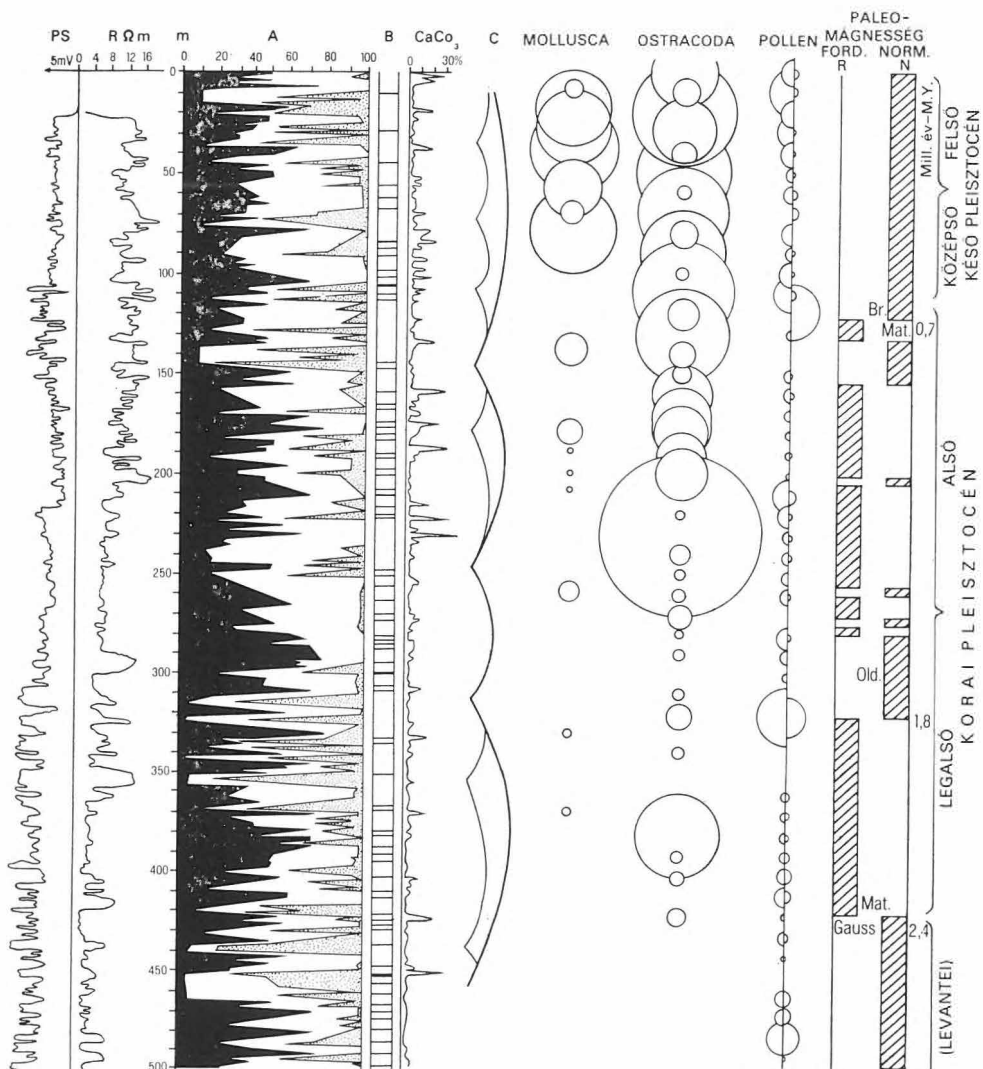 PALEO-
MÁGNESSÉG
PS R Ωm m A B CaCo3 C MOLLUSCA OSTRACODA POLLEN FORD. NORM.
R N
5mV 0 4 8 12 16 0 20 40 60 80 100 0 30%
0
50
100
150
200
250
300
350
400
450
500
Mill. év–M.Y.
Br.
Mat. 0,7
Old.
1,8
Mat.
Gauss 2,4
FELSŐ
KÖZÉPSO
KÉSŐ PLEISZTOCÉN
ALSÓ
LEGALSÓ
KORAI PLEISZTOCÉN
(LEVANTEI)